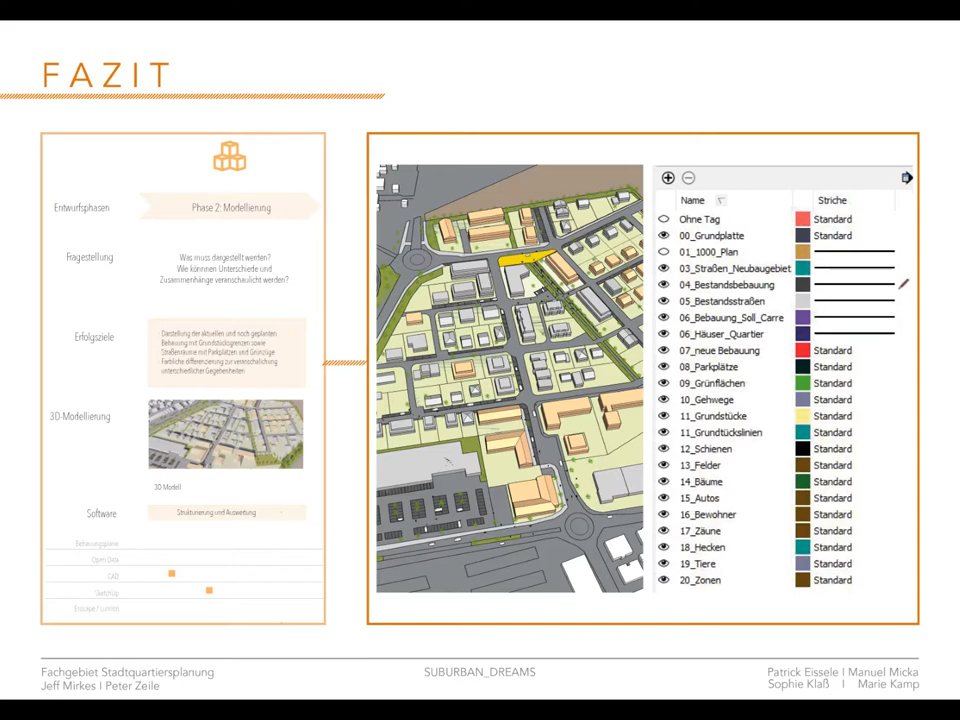 FAZIT
Entwurfsphasen
Phase 2: Modellierung
Fragestellung
Was muss dargestellt werden?
Wie könnnen Unterschiede und
Zusammenhänge veranschaulicht werden?
Erfolgsziele
Darstellung der aktuellen und noch geplanten
Bebauung mit Grundstücksgrenzen sowie
Straßenräume mit Parkplätzen und Grünzüge
Farbliche differenzierung zur veranschalichung
unterschierlicher Gegebenheiten.
3D-Modellierung
3D Modell
Software
Strukturierung und Auswertung
Bebauungspläne
Open Data
CAD
SketchUp
Enscape / Lumion
Name Striche
Ohne Tag Standard
00_Grundplatte Standard
01_1000_Plan
03_Straßen_Neubaugebiet
04_Bestandsbebauung
05_Bestandsstraßen
06_Bebauung_Soll_Carre
06_Häuser_Quartier
07_neue Bebauung Standard
08_Parkplätze Standard
09_Grünflächen Standard
10_Gehwege Standard
11_Grundstücke Standard
11_Grundtückslinien Standard
12_Schienen Standard
13_Felder Standard
14_Bäume Standard
15_Autos Standard
16_Bewohner Standard
17_Zäune Standard
18_Hecken Standard
19_Tiere Standard
20_Zonen Standard
Fachgebiet Stadtquartiersplanung
Jeff Mirkes | Peter Zeile
SUBURBAN_DREAMS
Patrick Eissele | Manuel Micka
Sophie Klaß | Marie Kamp